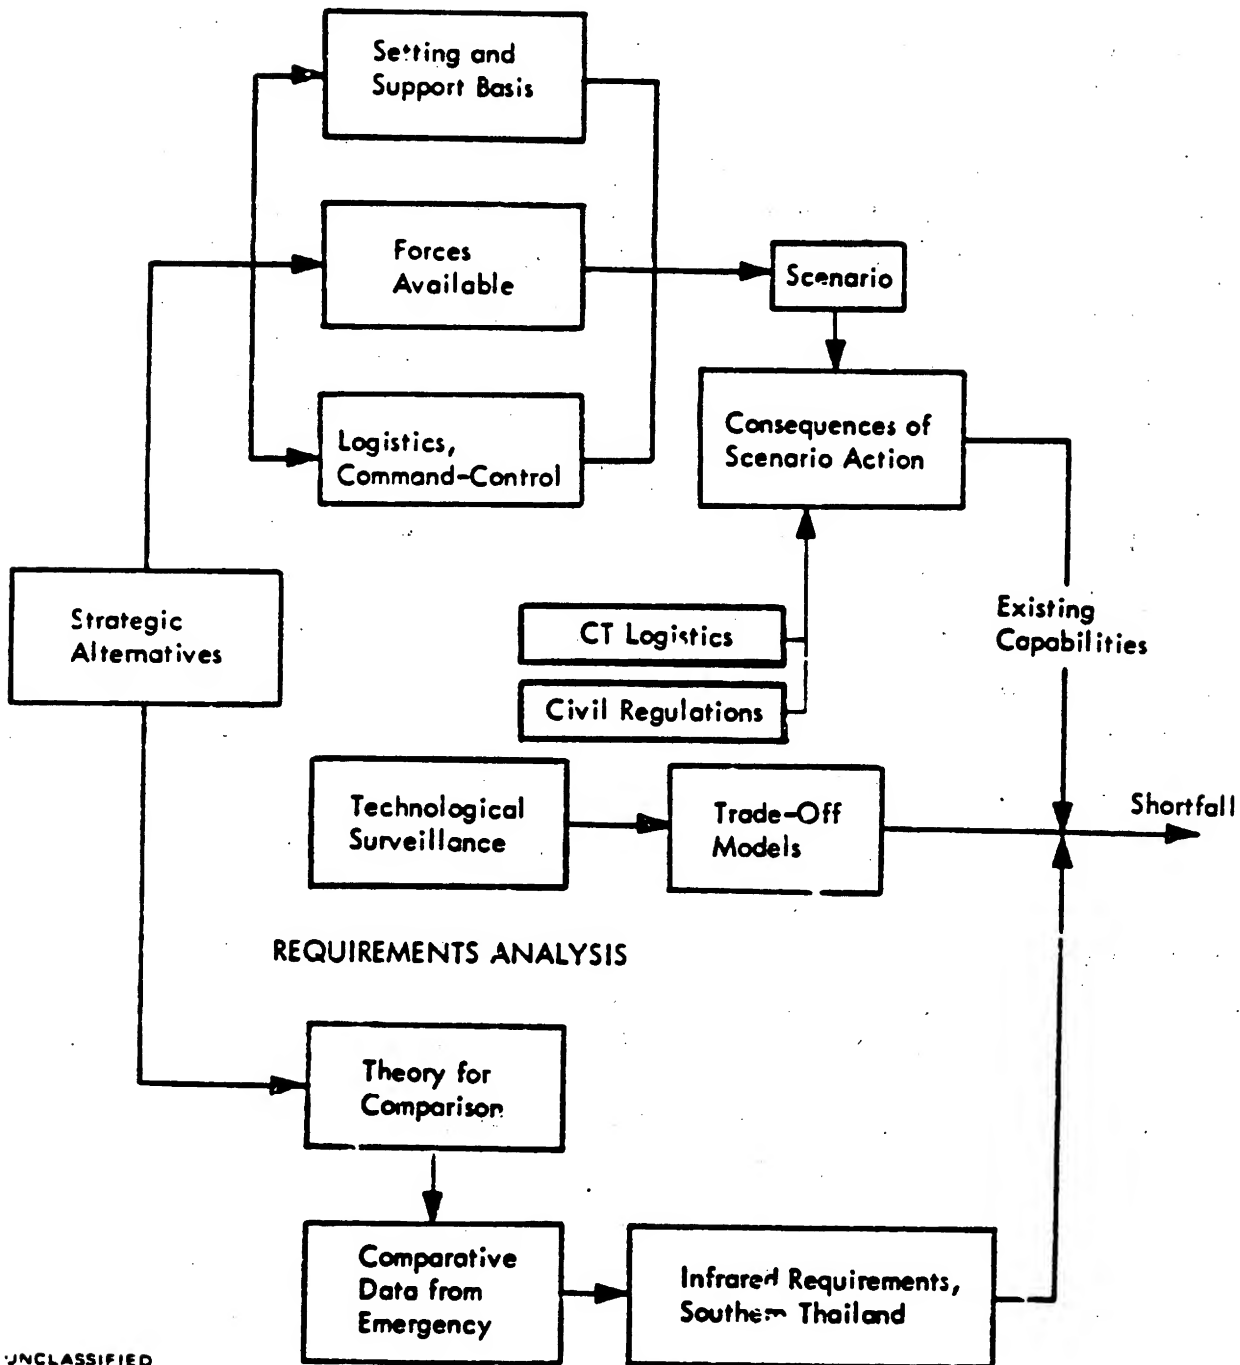 Setting and
Support Basis
Forces
Available
Scenario
Logistics,
Command-Control
Consequences of
Scenario Action
Strategic
Alternatives
CT Logistics
Civil Regulations
Existing
Capabilities
Technological
Surveillance
Trade-Off
Models
Shortfall
REQUIREMENTS ANALYSIS
Theory for
Comparison
Comparative
Data from
Emergency
Infrared Requirements,
Southern Thailand
UNCLASSIFIED